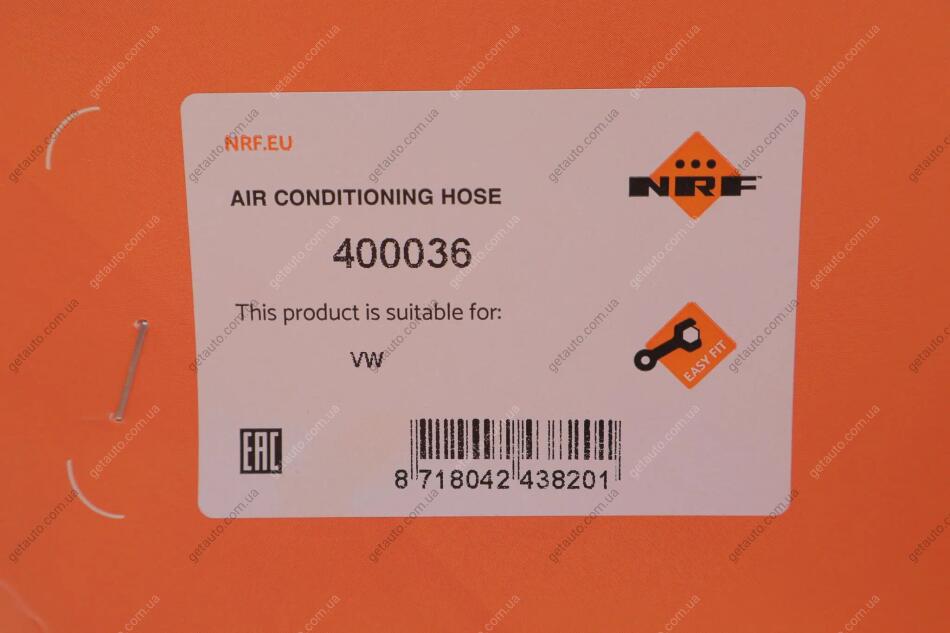 NRF.EU
NRF™
AIR CONDITIONING HOSE
400036
This product is suitable for:
VW
EASY FIT
EAC
8 718042 438201
getauto.com.ua